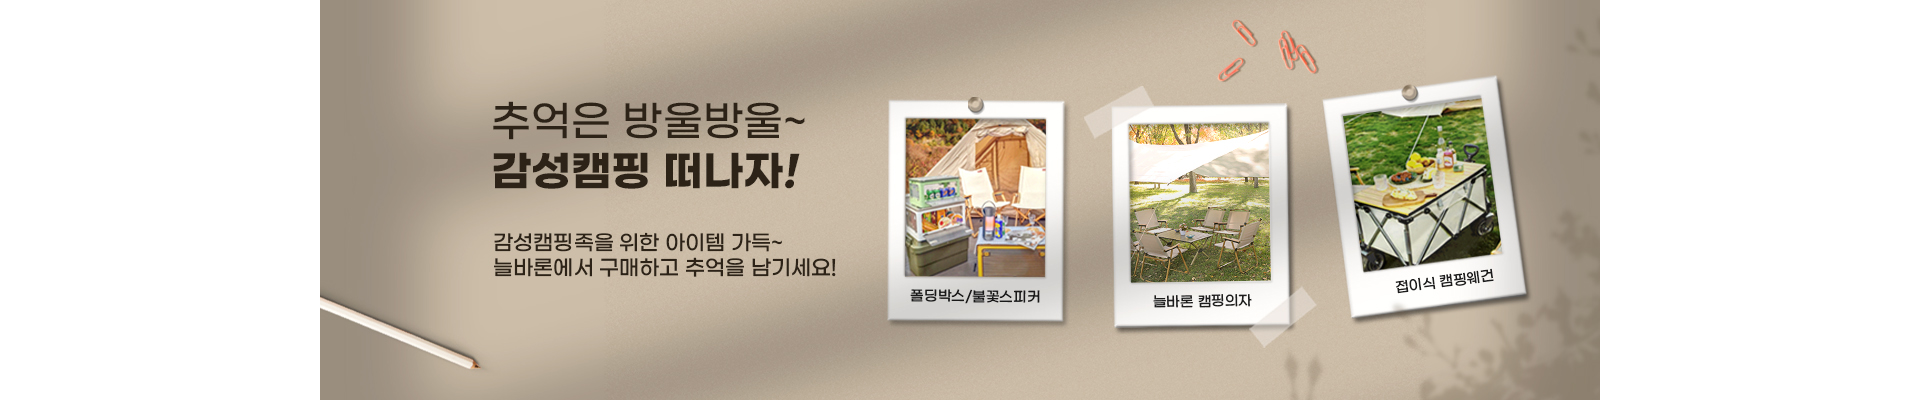 추억은 방울방울~
감성캠핑 떠나자!
감성캠핑족을 위한 아이템 가득~
늘바론에서 구매하고 추억을 남기세요!
폴딩박스/불꽃스피커
늘바론 캠핑의자
접이식 캠핑웨건